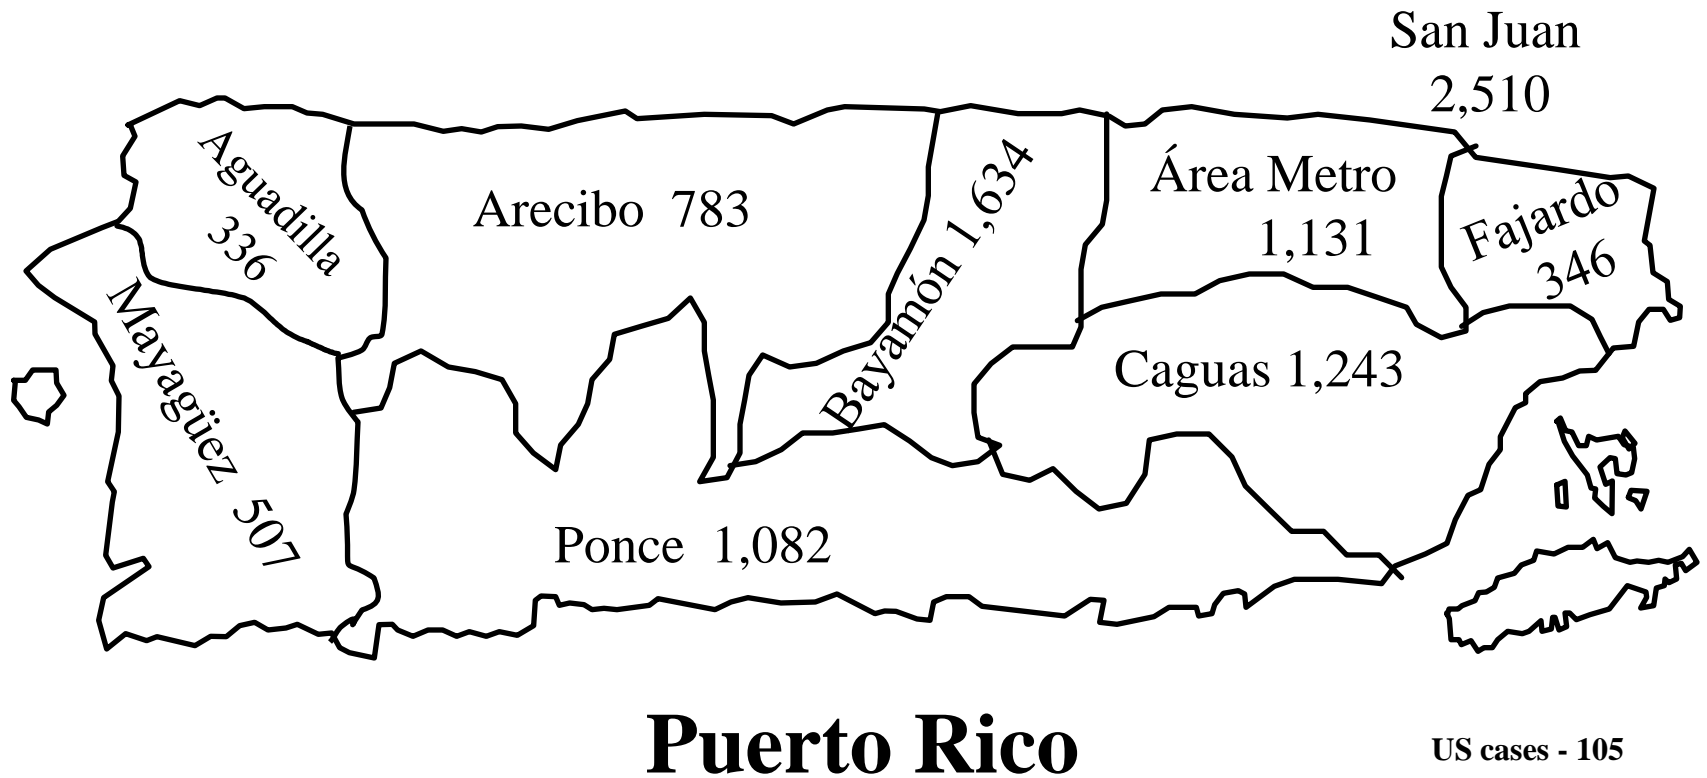 San Juan
2,510
Aguadilla
336
Arecibo 783
Bayamón 1,634
Área Metro
1,131
Fajardo
346
Mayagüez 507
Caguas 1,243
Ponce 1,082
Puerto Rico
US cases - 105